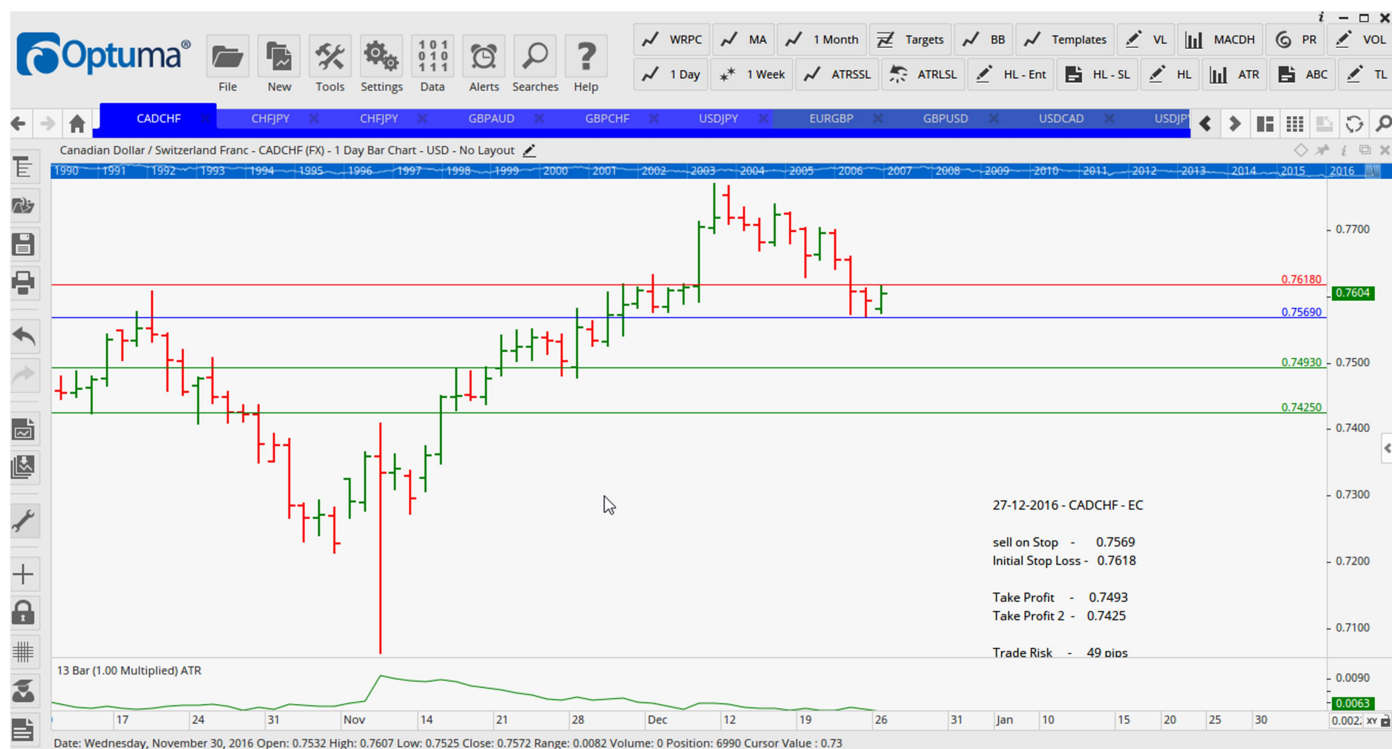 i
Optuma®
File New Tools Settings Data Alerts Searches Help
101
010
111
WRPC MA 1 Month Targets BB Templates VL MACDH PR VOL
1 Day 1 Week ATRSSL ATRLSL HL - Ent HL - SL HL ATR ABC TL
CADCHF CHFJPY CHFJPY GBPAUD GBPCHF USDJPY EURGBP GBPUSD USDCAD USDJP
Canadian Dollar / Switzerland Franc - CADCHF (FX) - 1 Day Bar Chart - USD - No Layout
1990 1991 1992 1993 1994 1995 1996 1997 1998 1999 2000 2001 2002 2003 2004 2005 2006 2007 2008 2009 2010 2011 2012 2013 2014 2015 2016
0.7700
0.76180
0.7604
0.75690
0.74930
0.7500
0.74250
0.7400
0.7300
27-12-2016 - CADCHF - EC
sell on Stop - 0.7569
Initial Stop Loss - 0.7618
0.7200
Take Profit - 0.7493
Take Profit 2 - 0.7425
0.7100
Trade Risk - 49 pips
13 Bar (1.00 Multiplied) ATR
0.0090
0.0063
17 24 31 Nov 14 21 28 Dec 12 19 26 31 Jan 10 15 20 25 30 0.002 XY
Date: Wednesday, November 30, 2016 Open: 0.7532 High: 0.7607 Low: 0.7525 Close: 0.7572 Range: 0.0082 Volume: 0 Position: 6990 Cursor Value : 0.73